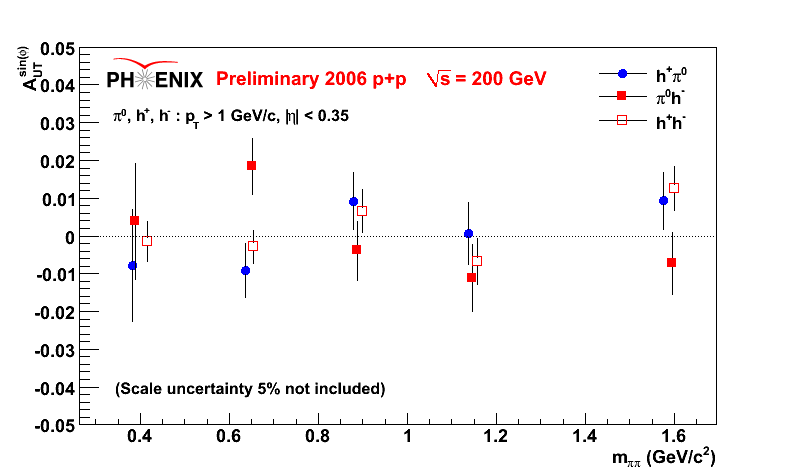 A_UT^sin(φ)
PHENIX Preliminary 2006 p+p √s = 200 GeV
π⁰, h⁺, h⁻ : p_T > 1 GeV/c, |η| < 0.35
h⁺π⁰
π⁰h⁻
h⁺h⁻
0.05
0.04
0.03
0.02
0.01
0
-0.01
-0.02
-0.03
-0.04
-0.05
(Scale uncertainty 5% not included)
0.4 0.6 0.8 1 1.2 1.4 1.6
m_ππ (GeV/c²)